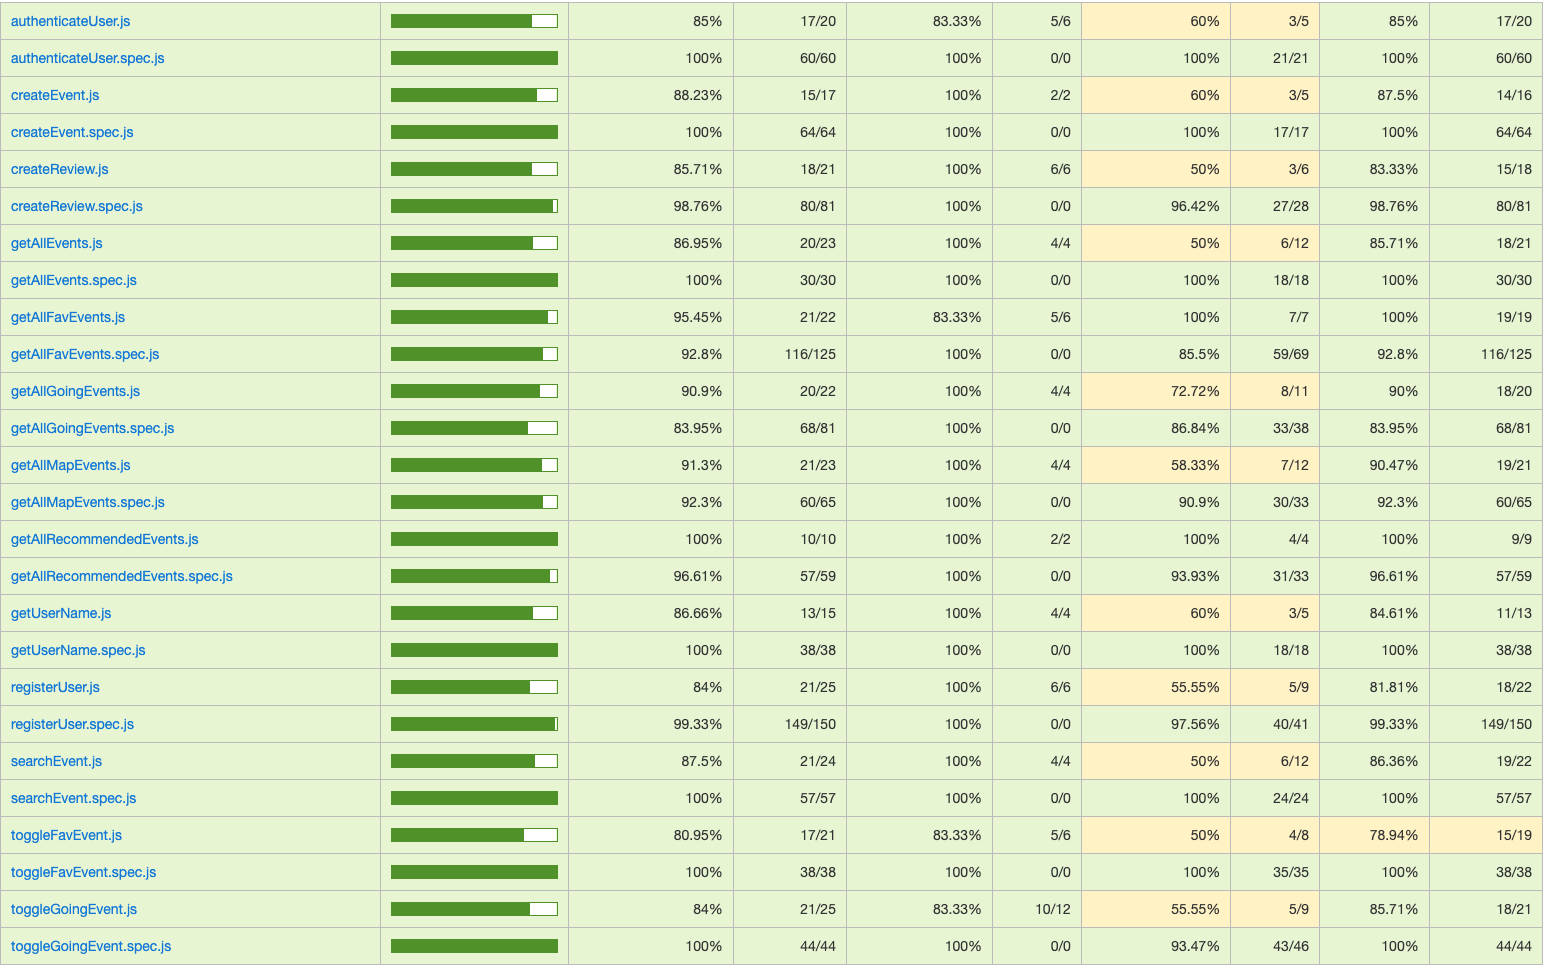 authenticateUser.js 85% 17/20 83.33% 5/6 60% 3/5 85% 17/20
authenticateUser.spec.js 100% 60/60 100% 0/0 100% 21/21 100% 60/60
createEvent.js 88.23% 15/17 100% 2/2 60% 3/5 87.5% 14/16
createEvent.spec.js 100% 64/64 100% 0/0 100% 17/17 100% 64/64
createReview.js 85.71% 18/21 100% 6/6 50% 3/6 83.33% 15/18
createReview.spec.js 98.76% 80/81 100% 0/0 96.42% 27/28 98.76% 80/81
getAllEvents.js 86.95% 20/23 100% 4/4 50% 6/12 85.71% 18/21
getAllEvents.spec.js 100% 30/30 100% 0/0 100% 18/18 100% 30/30
getAllFavEvents.js 95.45% 21/22 83.33% 5/6 100% 7/7 100% 19/19
getAllFavEvents.spec.js 92.8% 116/125 100% 0/0 85.5% 59/69 92.8% 116/125
getAllGoingEvents.js 90.9% 20/22 100% 4/4 72.72% 8/11 90% 18/20
getAllGoingEvents.spec.js 83.95% 68/81 100% 0/0 86.84% 33/38 83.95% 68/81
getAllMapEvents.js 91.3% 21/23 100% 4/4 58.33% 7/12 90.47% 19/21
getAllMapEvents.spec.js 92.3% 60/65 100% 0/0 90.9% 30/33 92.3% 60/65
getAllRecommendedEvents.js 100% 10/10 100% 2/2 100% 4/4 100% 9/9
getAllRecommendedEvents.spec.js 96.61% 57/59 100% 0/0 93.93% 31/33 96.61% 57/59
getUserName.js 86.66% 13/15 100% 4/4 60% 3/5 84.61% 11/13
getUserName.spec.js 100% 38/38 100% 0/0 100% 18/18 100% 38/38
registerUser.js 84% 21/25 100% 6/6 55.55% 5/9 81.81% 18/22
registerUser.spec.js 99.33% 149/150 100% 0/0 97.56% 40/41 99.33% 149/150
searchEvent.js 87.5% 21/24 100% 4/4 50% 6/12 86.36% 19/22
searchEvent.spec.js 100% 57/57 100% 0/0 100% 24/24 100% 57/57
toggleFavEvent.js 80.95% 17/21 83.33% 5/6 50% 4/8 78.94% 15/19
toggleFavEvent.spec.js 100% 38/38 100% 0/0 100% 35/35 100% 38/38
toggleGoingEvent.js 84% 21/25 83.33% 10/12 55.55% 5/9 85.71% 18/21
toggleGoingEvent.spec.js 100% 44/44 100% 0/0 93.47% 43/46 100% 44/44